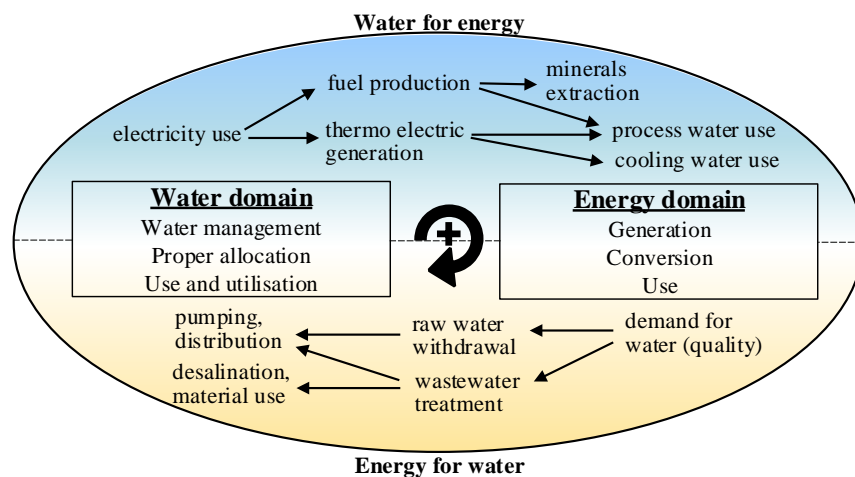 Water for energy
fuel production
minerals
extraction
electricity use
thermo electric
generation
process water use
cooling water use
Water domain
Water management
Proper allocation
Use and utilisation
Energy domain
Generation
Conversion
Use
pumping,
distribution
raw water
withdrawal
demand for
water (quality)
desalination,
material use
wastewater
treatment
Energy for water